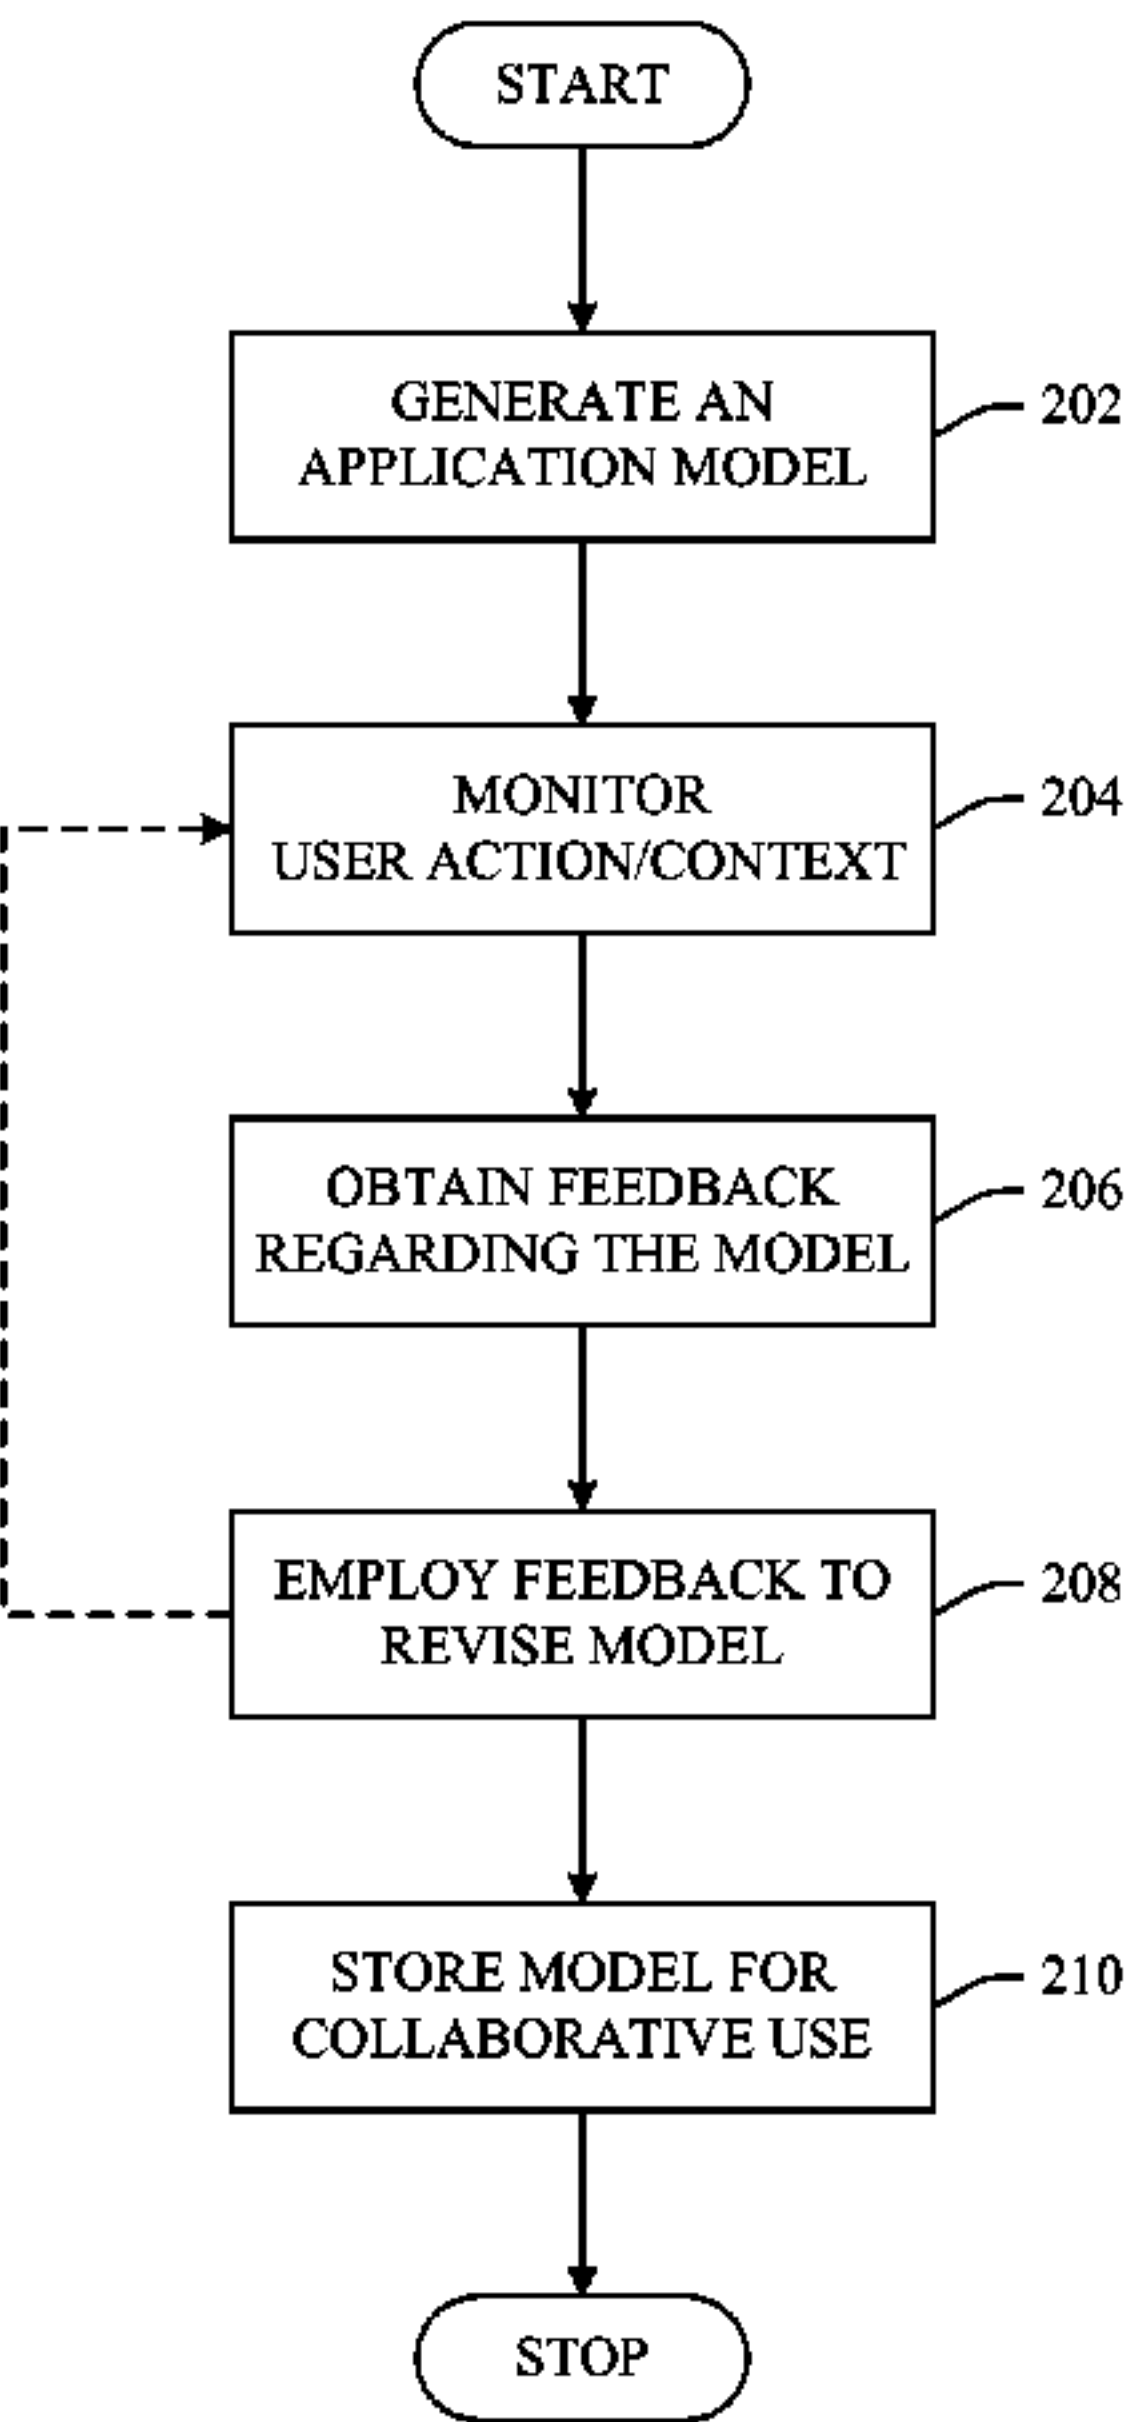 START
GENERATE AN
APPLICATION MODEL
202
MONITOR
USER ACTION/CONTEXT
204
OBTAIN FEEDBACK
REGARDING THE MODEL
206
EMPLOY FEEDBACK TO
REVISE MODEL
208
STORE MODEL FOR
COLLABORATIVE USE
210
STOP